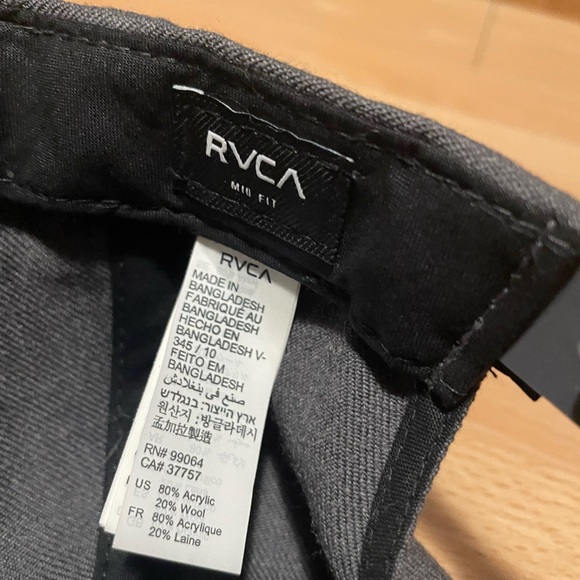 RVCA
MID FIT
RVCA
MADE IN
BANGLADESH
FABRIQUÉ AU
BANGLADESH
HECHO EN
BANGLADESH V-
345 / 10
FEITO EM
BANGLADESH
صنع في بنغلادش
ארץ הייצור: בנגלדש
원산지: 방글라데시
孟加拉製造
RN# 99064
CA# 37757
US 80% Acrylic
20% Wool
FR 80% Acrylique
20% Laine